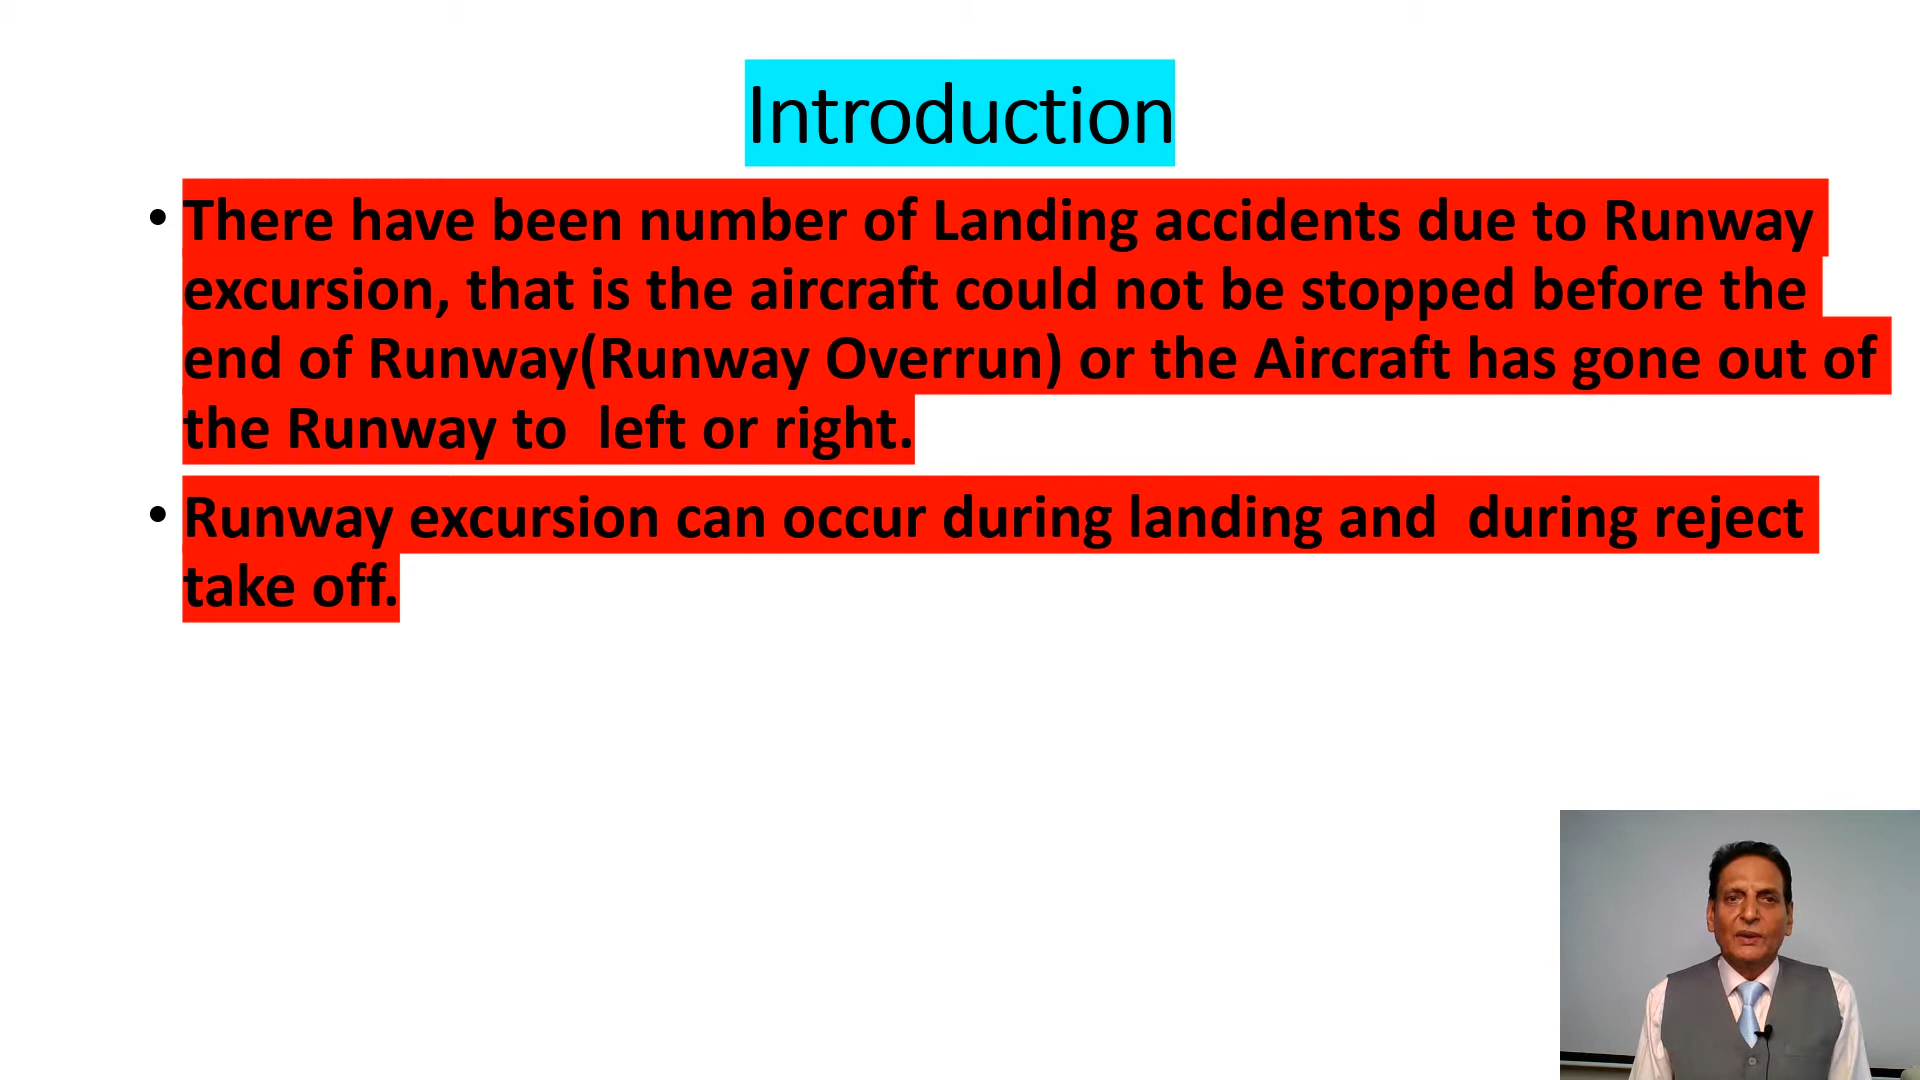 Introduction
• There have been number of Landing accidents due to Runway
excursion, that is the aircraft could not be stopped before the
end of Runway(Runway Overrun) or the Aircraft has gone out of
the Runway to  left or right.
• Runway excursion can occur during landing and  during reject
take off.